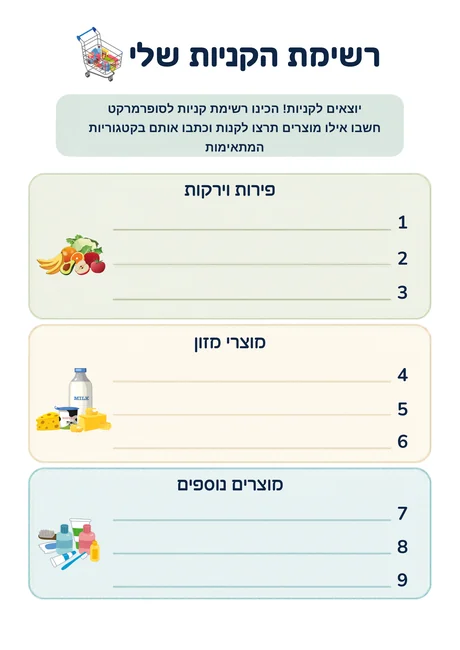 רשימת הקניות שלי
יוצאים לקניות! הכינו רשימת קניות לסופרמרקט
חשבו אילו מוצרים תרצו לקנות וכתבו אותם בקטגוריות
המתאימות
פירות וירקות
1
2
3
מוצרי מזון
MILK
4
5
6
מוצרים נוספים
7
8
9